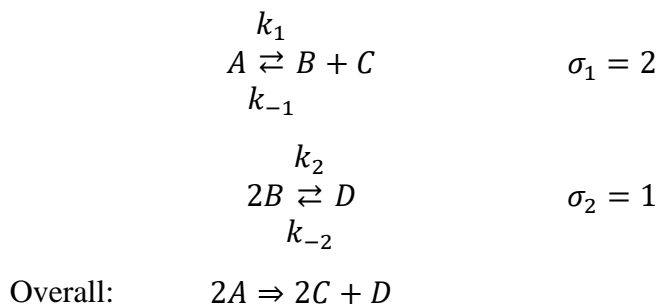 k₁
A ⇄ B + C σ₁ = 2
k₋₁
k₂
2B ⇄ D σ₂ = 1
k₋₂
Overall: 2A ⇒ 2C + D